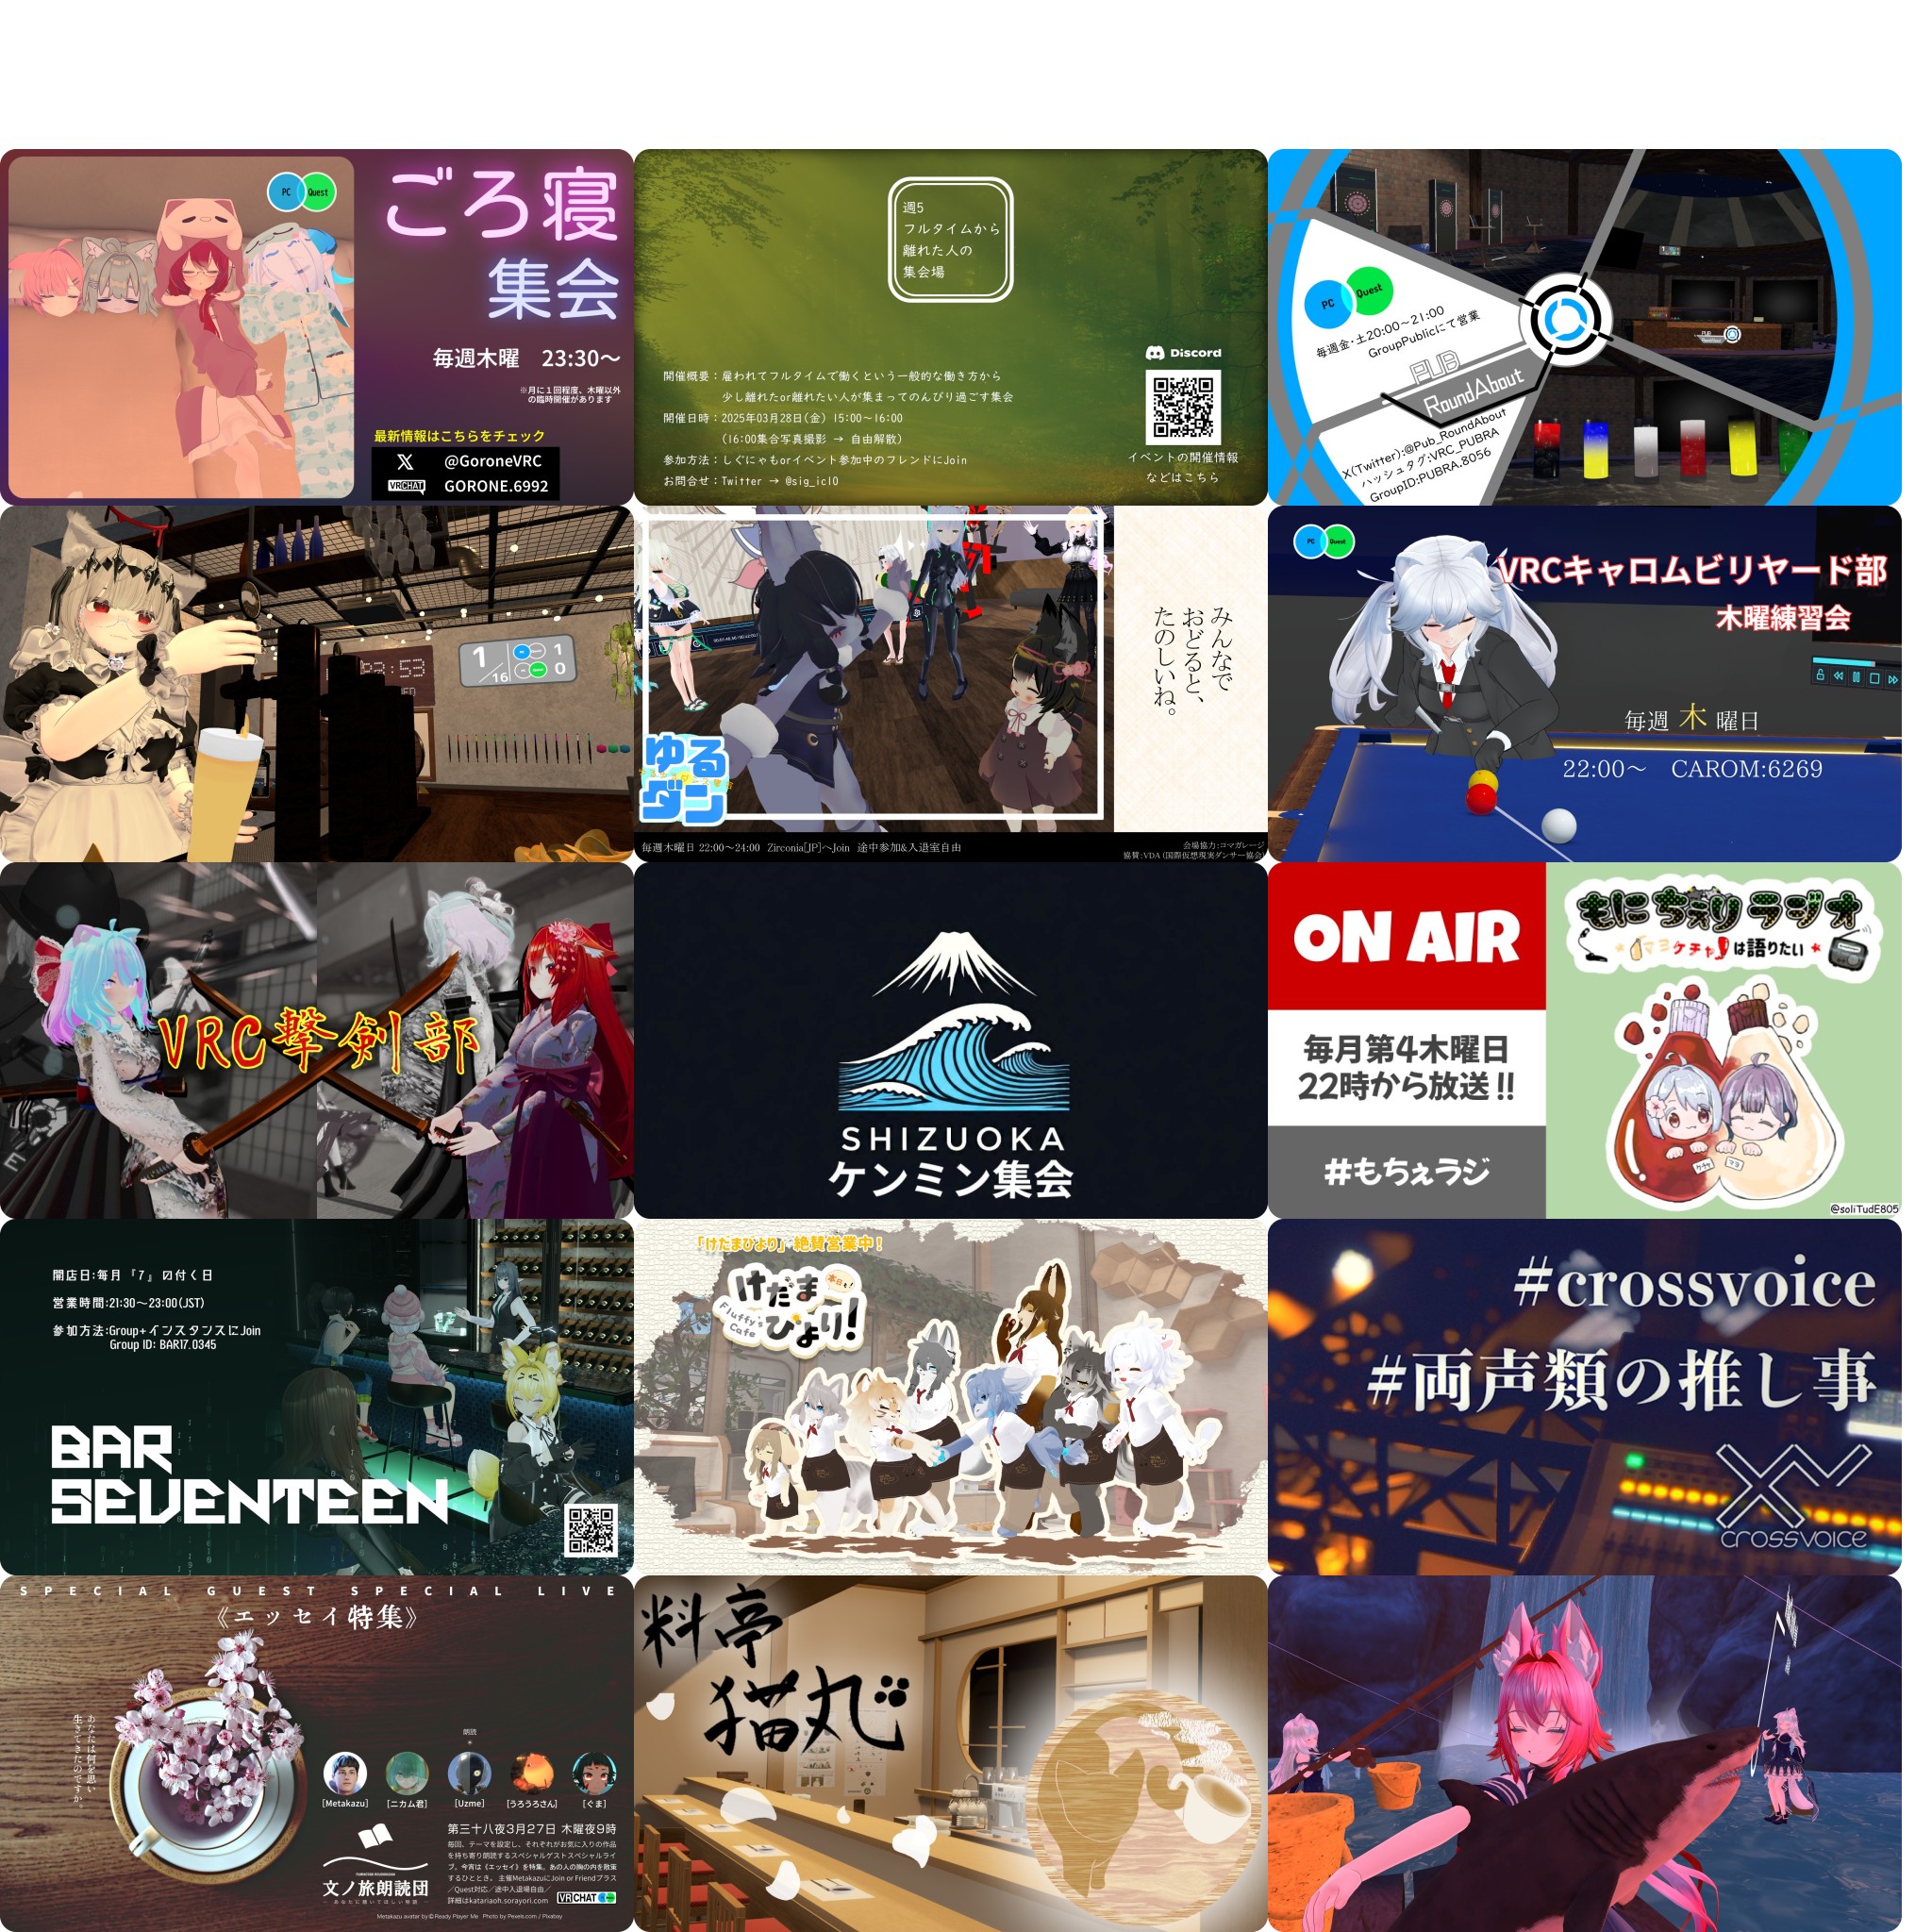 PC
Quest
ごろ寝
集会
毎週木曜 23:30～
※月に1回程度、木曜以外
の臨時開催があります
最新情報はこちらをチェック
X @GoroneVRC
VRCHAT GORONE.6992
週5
フルタイムから
離れた人の
集会場
開催概要：雇われてフルタイムで働くという一般的な働き方から
少し離れたor離れたい人が集まってのんびり過ごす集会
開催日時：2025年03月28日(金) 15:00～16:00
(16:00集合写真撮影 → 自由解散)
参加方法：しぐにゃもorイベント参加中のフレンドにJoin
お問合せ：Twitter → @sig_icl0
Discord
イベントの開催情報
などはこちら
PC
Quest
毎週金・土20:00～21:00
GroupPublicにて営業
PUB
RoundAbout
X(Twitter):@Pub_RoundAbout
ハッシュタグ:VRC_PUBRA
GroupID:PUBRA.8056
1
16
1
0
みんなで
おどると、
たのしいね。
ゆる
ダン
毎週木曜日 22:00～24:00 Zirconia[JP]へJoin 途中参加&入退室自由
会場協力:コマガレージ
協賛:VDA (国際仮想現実ダンサー協会)
PC
Quest
VRCキャロムビリヤード部
木曜練習会
毎週 木 曜日
22:00～ CAROM:6269
VRC撃剣部
SHIZUOKA
ケンミン集会
ON AIR
毎月第4木曜日
22時から放送!!
#もちぇラジ
もにちぇりラジオ
マヨケチャは語りたい
ケチャ
マヨ
@soliTudE805
開店日:毎月『7』の付く日
営業時間:21:30～23:00(JST)
参加方法:Group+インスタンスにJoin
Group ID: BAR17.0345
BAR
SEVENTEEN
「けたまびより」絶賛営業中!
本日も!
けだま
びより!
Fluffy's
Cafe
#crossvoice
#両声類の推し事
crossvoice
SPECIAL GUEST SPECIAL LIVE
《エッセイ特集》
あなたは何を思い
生きてきたのですか
朗読
[Metakazu]
[ニカム君]
[Uzme]
[うろうろさん]
[くま]
第三十八夜3月27日 木曜夜9時
毎回、テーマを設定し、それぞれがお気に入りの作品
を持ち寄り朗読するスペシャルゲストスペシャルライ
ブ。今宵は《エッセイ》を特集。あの人の胸の内を散策
するひととき。 主催MetakazuにJoin or Friendプラス
／Quest対応／途中入退場自由／
詳細はkatariaoh.sorayori.com
VRCHAT
文ノ旅朗読団
Metakazu avatar by©Ready Player Me Photo by Pexels.com / Pixabay
料亭
猫丸